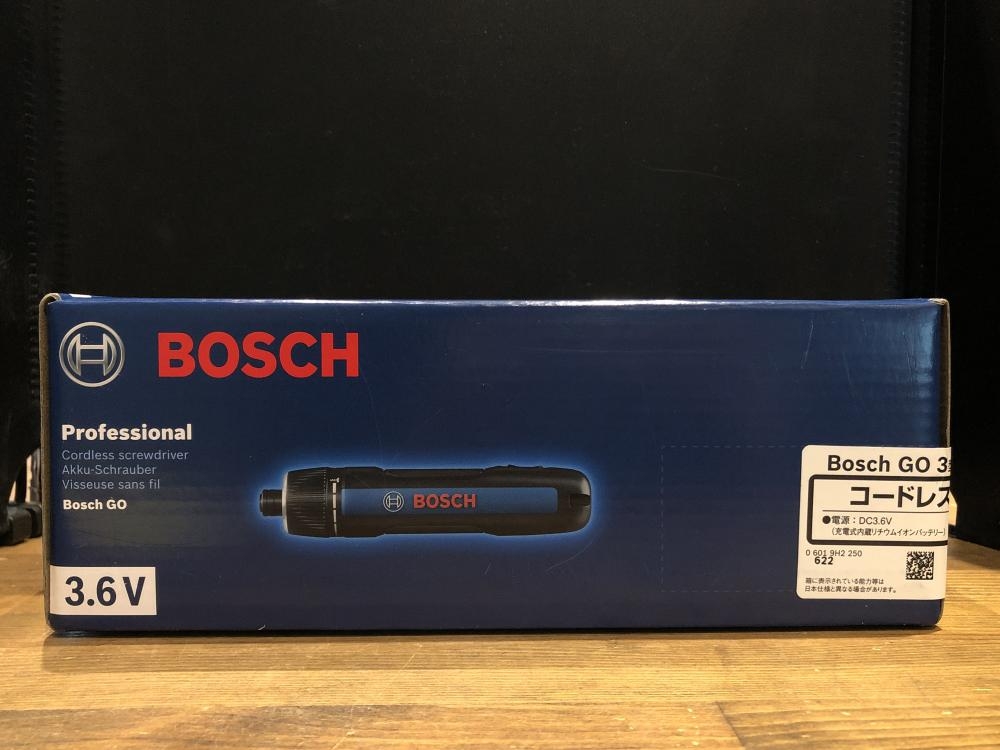 BOSCH
Professional
Cordless screwdriver
Akku-Schrauber
Visseuse sans fil
Bosch GO
3.6 V
BOSCH
Bosch GO 3
コードレス
●電源：DC3.6V
(充電式内蔵リチウムイオンバッテリー)
0 601 9H2 250
622
箱に表示されている能力等は
日本仕様と異なる場合があります。